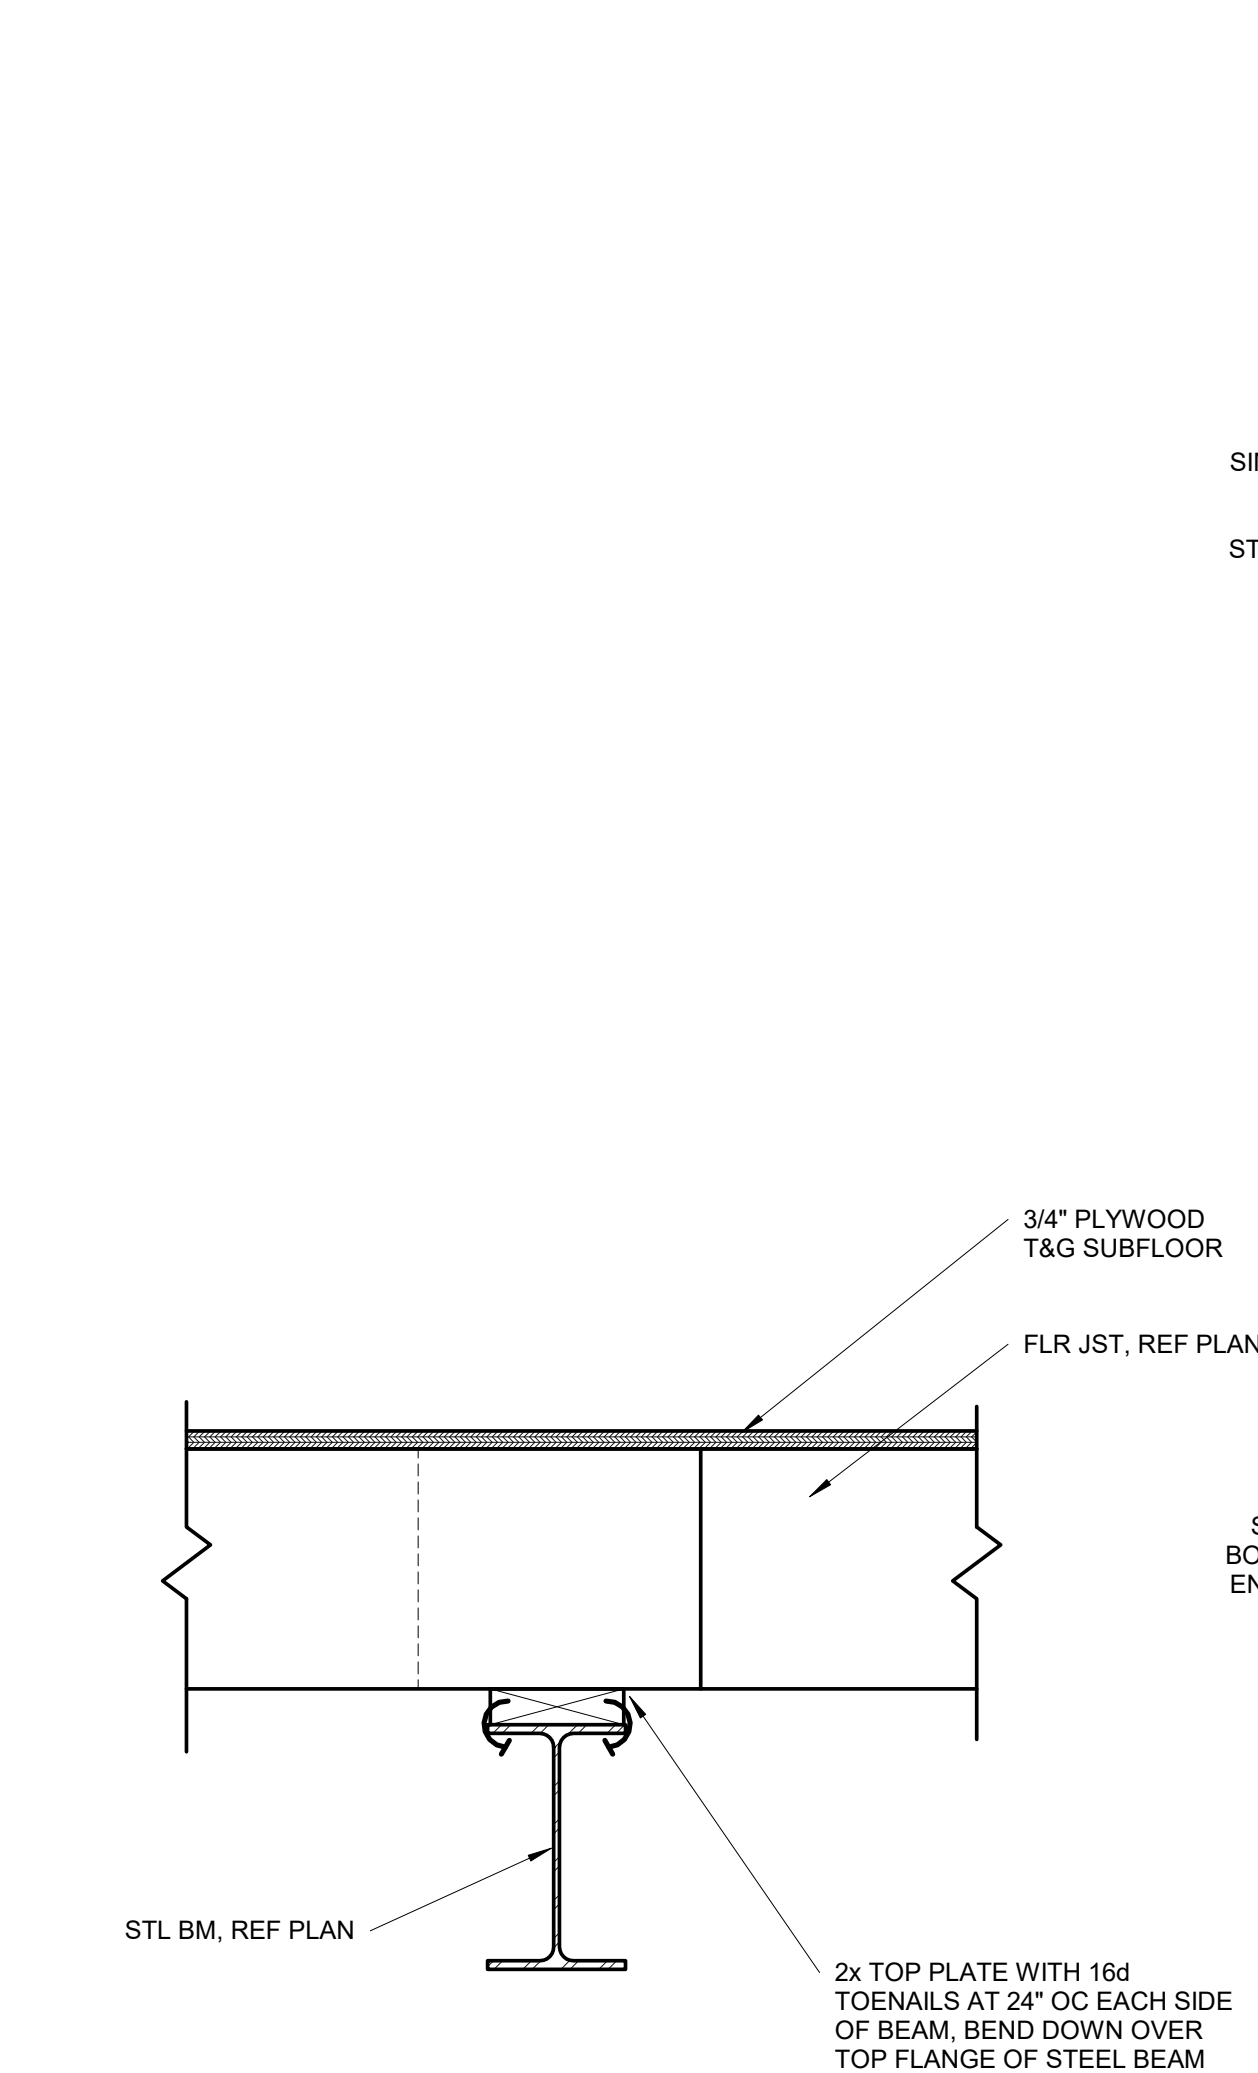 3/4" PLYWOOD
T&G SUBFLOOR
FLR JST, REF PLAN
STL BM, REF PLAN
2x TOP PLATE WITH 16d
TOENAILS AT 24" OC EACH SIDE
OF BEAM, BEND DOWN OVER
TOP FLANGE OF STEEL BEAM